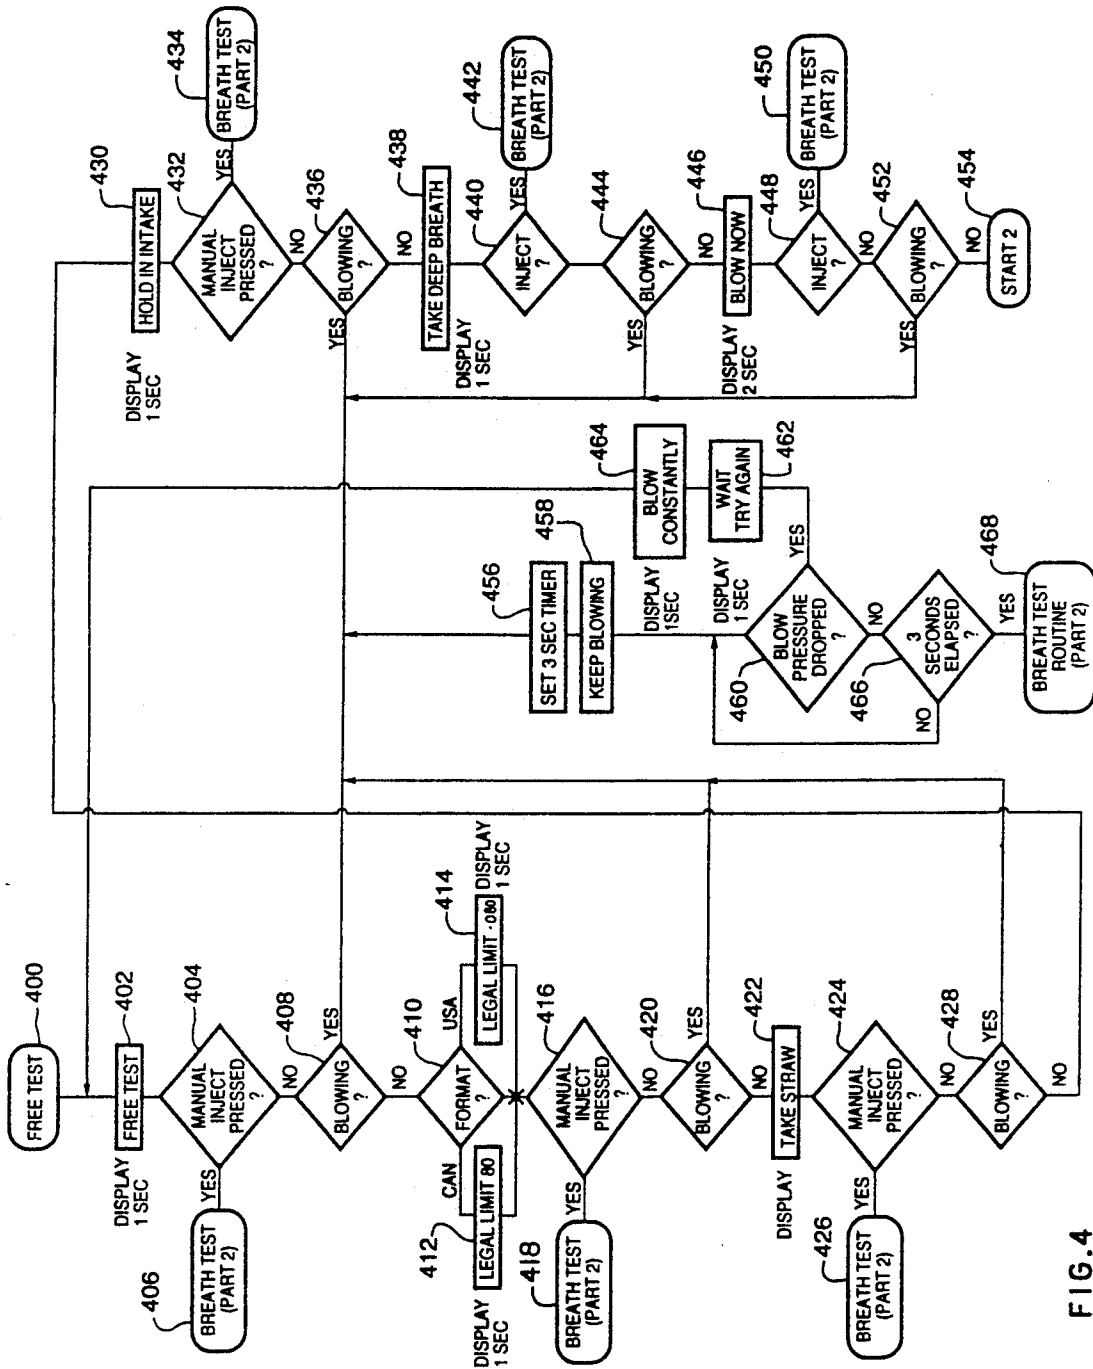 FREE TEST
400
DISPLAY
1 SEC
FREE TEST
402
MANUAL
INJECT
PRESSED
?
404
YES
BREATH TEST
(PART 2)
406
NO
BLOWING
?
408
YES
NO
FORMAT
?
410
CAN
USA
DISPLAY
1 SEC
LEGAL LIMIT 80
412
LEGAL LIMIT .080
414
DISPLAY
1 SEC
MANUAL
INJECT
PRESSED
?
416
YES
BREATH TEST
(PART 2)
418
NO
BLOWING
?
420
YES
NO
DISPLAY
TAKE STRAW
422
MANUAL
INJECT
PRESSED
?
424
YES
BREATH TEST
(PART 2)
426
NO
BLOWING
?
428
YES
NO
DISPLAY
1 SEC
HOLD IN INTAKE
430
MANUAL
INJECT
PRESSED
?
432
YES
BREATH TEST
(PART 2)
434
NO
BLOWING
?
436
YES
NO
DISPLAY
1 SEC
TAKE DEEP BREATH
438
INJECT
?
440
YES
BREATH TEST
(PART 2)
442
BLOWING
?
444
YES
NO
DISPLAY
2 SEC
BLOW NOW
446
INJECT
?
448
YES
BREATH TEST
(PART 2)
450
NO
BLOWING
?
452
YES
NO
START 2
454
SET 3 SEC TIMER
456
KEEP BLOWING
458
DISPLAY
1SEC
BLOW
CONSTANTLY
464
DISPLAY
1 SEC
WAIT
TRY AGAIN
462
BLOW
PRESSURE
DROPPED
?
460
YES
NO
3
SECONDS
ELAPSED
?
466
NO
YES
BREATH TEST
ROUTINE
(PART 2)
468
FIG.4